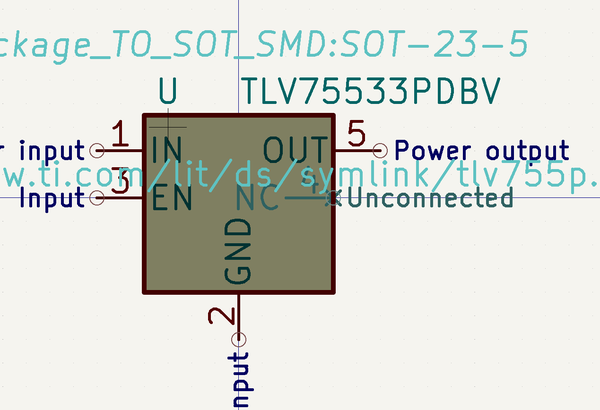 ckage_TO_SOT_SMD:SOT-23-5
U TLV75533PDBV
r input 1 IN OUT 5 Power output
w.ti.com/lit/ds/symlink/tlv755p.
Input 3 EN NC 4 Unconnected
GND
2
nput